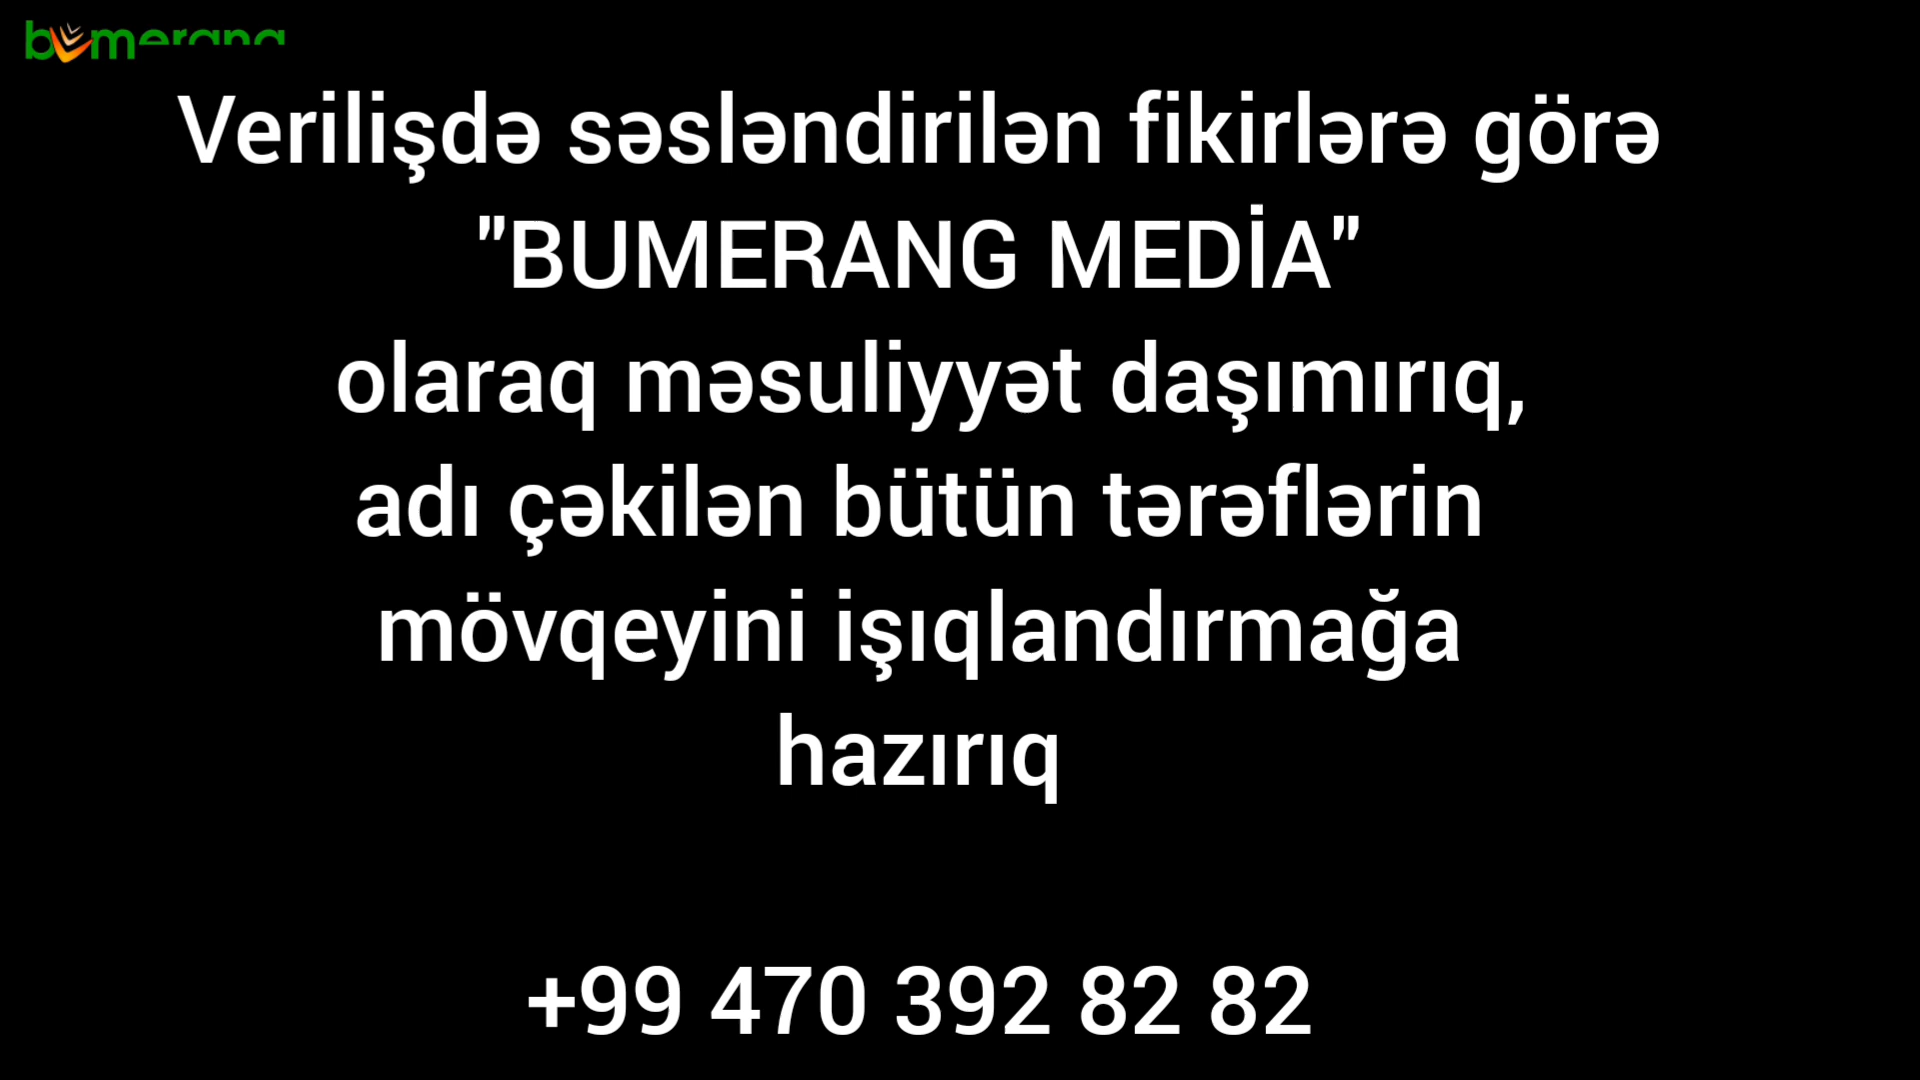 bumerang
Verilişdə səsləndirilən fikirlərə görə
"BUMERANG MEDİA"
olaraq məsuliyyət daşımırıq,
adı çəkilən bütün tərəflərin
mövqeyini işıqlandırmağa
hazırıq
+99 470 392 82 82